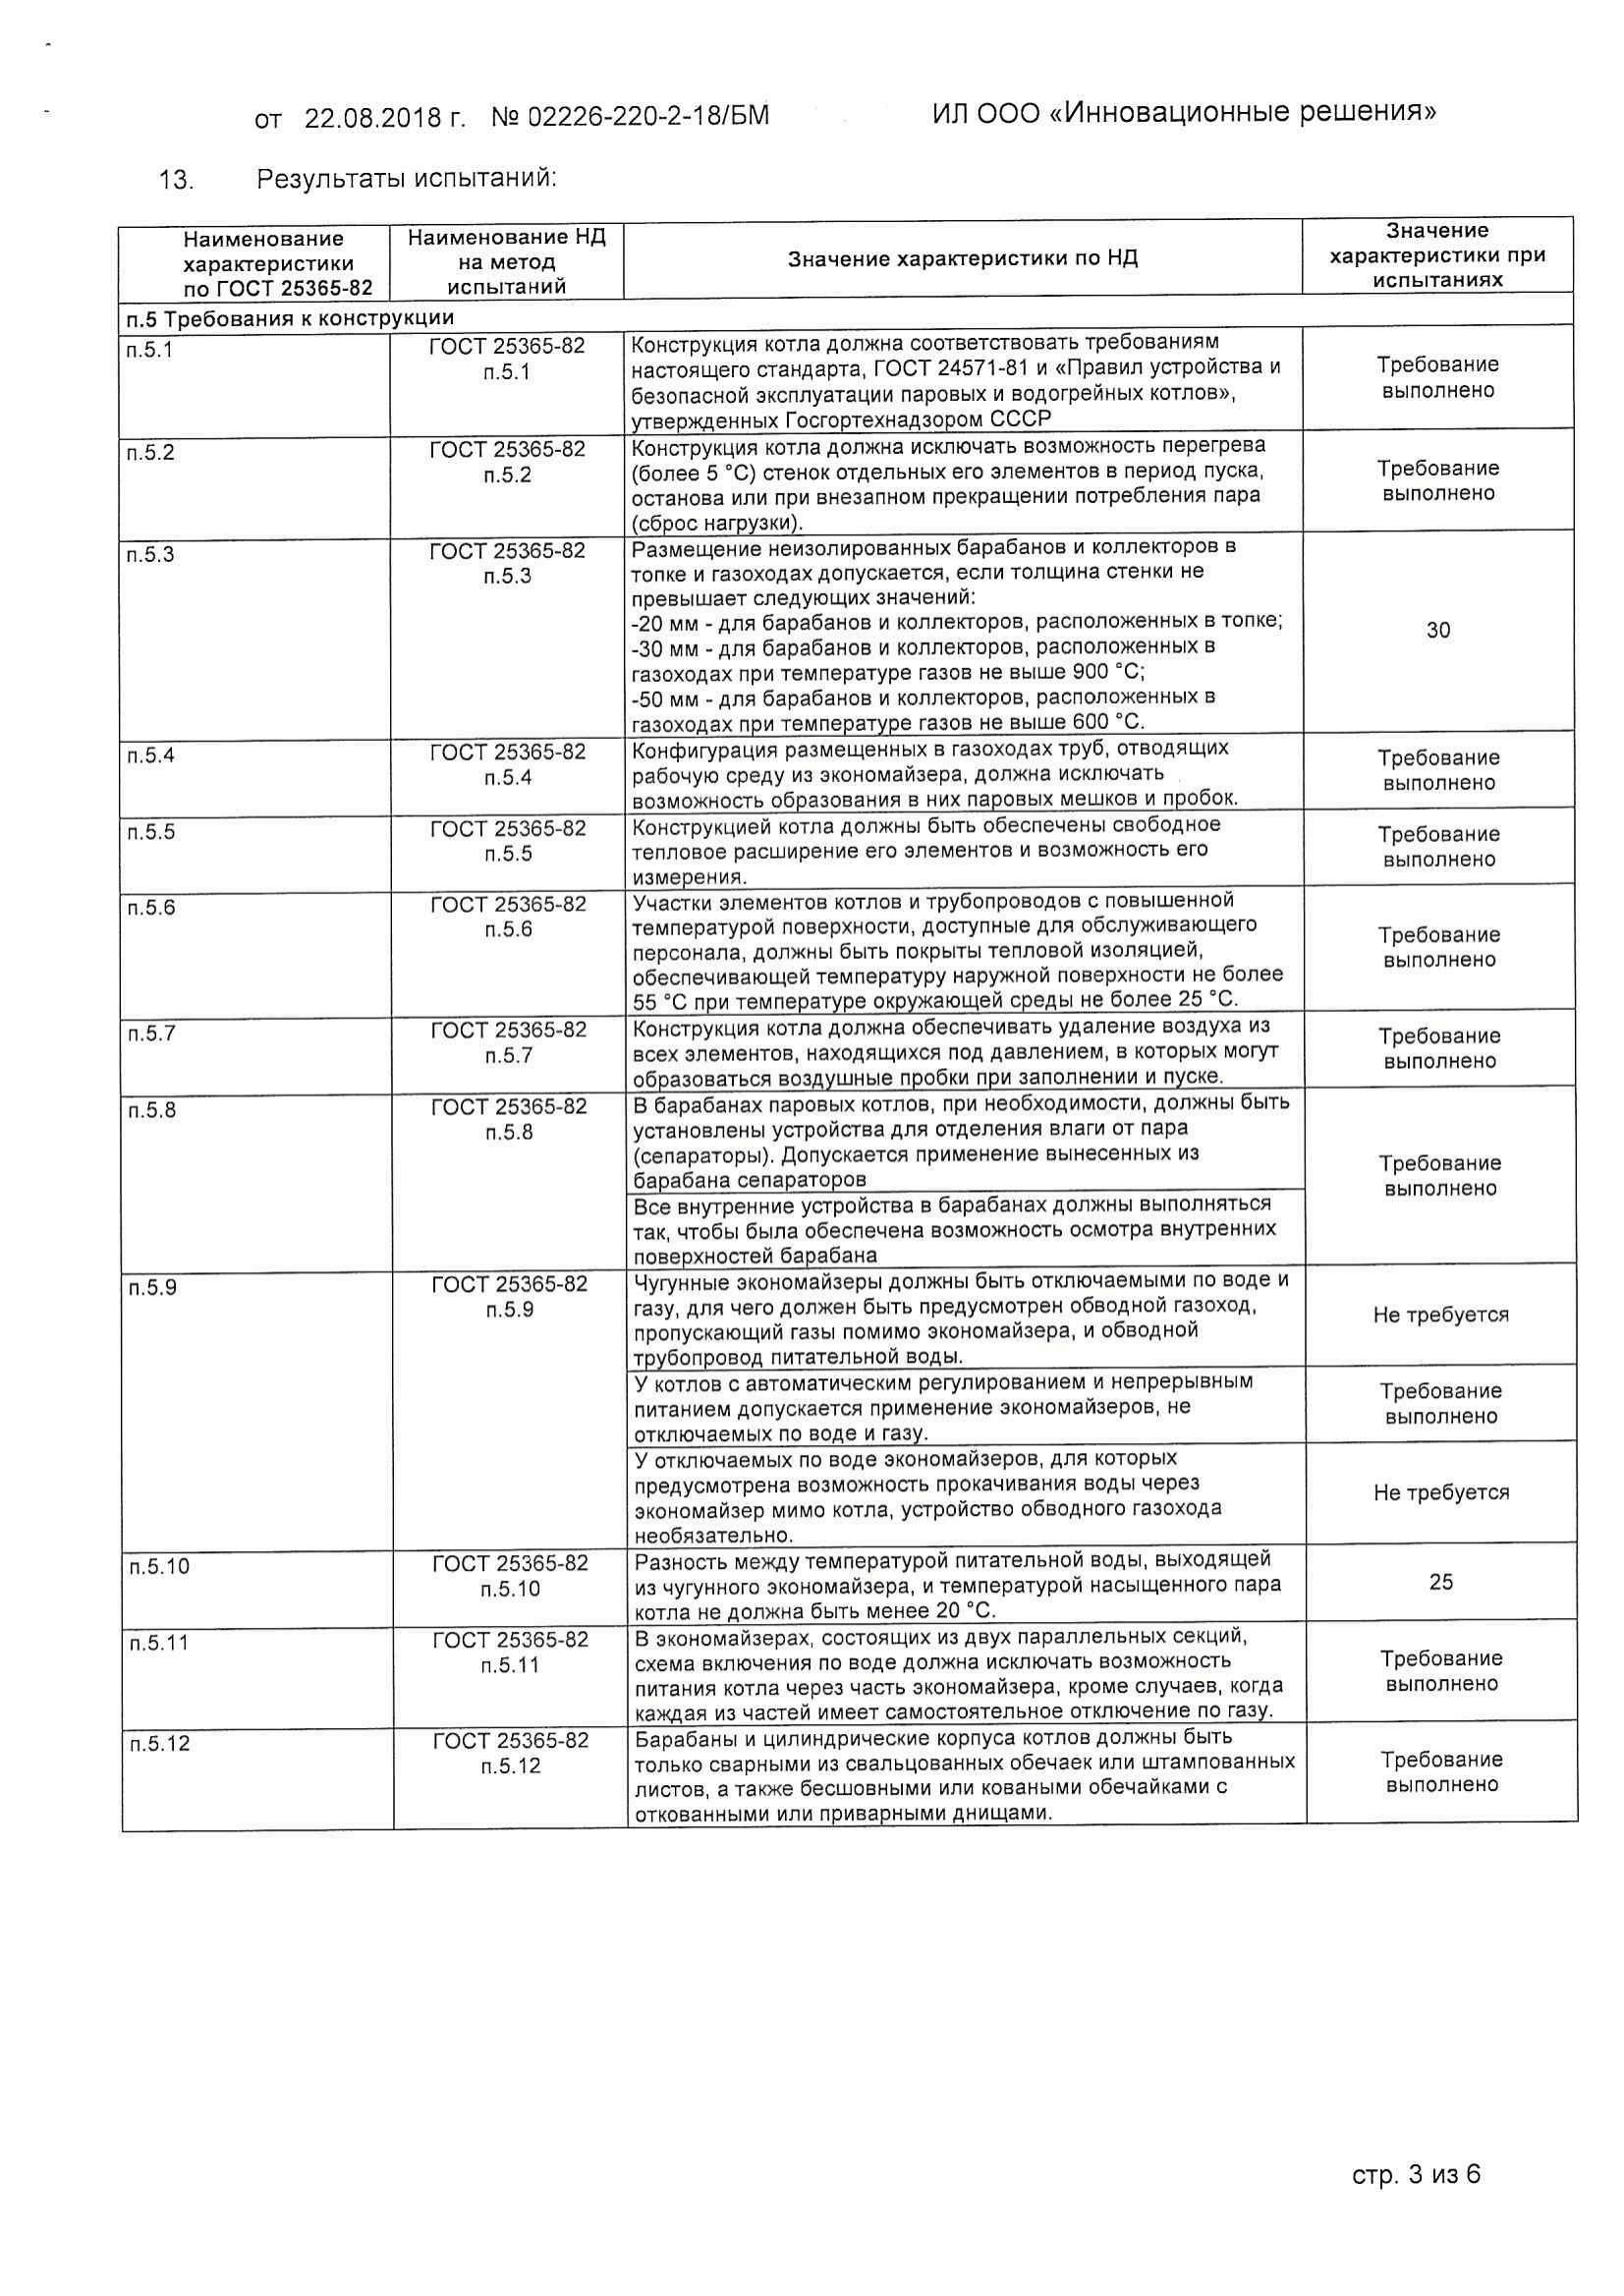 от 22.08.2018 г. № 02226-220-2-18/БМ ИЛ ООО «Инновационные решения»
13. Результаты испытаний:
Наименование
характеристики
по ГОСТ 25365-82
Наименование НД
на метод
испытаний
Значение характеристики по НД
Значение
характеристики при
испытаниях
п.5 Требования к конструкции
п.5.1
ГОСТ 25365-82
п.5.1
Конструкция котла должна соответствовать требованиям
настоящего стандарта, ГОСТ 24571-81 и «Правил устройства и
безопасной эксплуатации паровых и водогрейных котлов»,
утвержденных Госгортехнадзором СССР
Требование
выполнено
п.5.2
ГОСТ 25365-82
п.5.2
Конструкция котла должна исключать возможность перегрева
(более 5 °С) стенок отдельных его элементов в период пуска,
останова или при внезапном прекращении потребления пара
(сброс нагрузки).
Требование
выполнено
п.5.3
ГОСТ 25365-82
п.5.3
Размещение неизолированных барабанов и коллекторов в
топке и газоходах допускается, если толщина стенки не
превышает следующих значений:
-20 мм - для барабанов и коллекторов, расположенных в топке;
-30 мм - для барабанов и коллекторов, расположенных в
газоходах при температуре газов не выше 900 °С;
-50 мм - для барабанов и коллекторов, расположенных в
газоходах при температуре газов не выше 600 °С.
30
п.5.4
ГОСТ 25365-82
п.5.4
Конфигурация размещенных в газоходах труб, отводящих
рабочую среду из экономайзера, должна исключать
возможность образования в них паровых мешков и пробок.
Требование
выполнено
п.5.5
ГОСТ 25365-82
п.5.5
Конструкцией котла должны быть обеспечены свободное
тепловое расширение его элементов и возможность его
измерения.
Требование
выполнено
п.5.6
ГОСТ 25365-82
п.5.6
Участки элементов котлов и трубопроводов с повышенной
температурой поверхности, доступные для обслуживающего
персонала, должны быть покрыты тепловой изоляцией,
обеспечивающей температуру наружной поверхности не более
55 °С при температуре окружающей среды не более 25 °С.
Требование
выполнено
п.5.7
ГОСТ 25365-82
п.5.7
Конструкция котла должна обеспечивать удаление воздуха из
всех элементов, находящихся под давлением, в которых могут
образоваться воздушные пробки при заполнении и пуске.
Требование
выполнено
п.5.8
ГОСТ 25365-82
п.5.8
В барабанах паровых котлов, при необходимости, должны быть
установлены устройства для отделения влаги от пара
(сепараторы). Допускается применение вынесенных из
барабана сепараторов
Все внутренние устройства в барабанах должны выполняться
так, чтобы была обеспечена возможность осмотра внутренних
поверхностей барабана
Требование
выполнено
п.5.9
ГОСТ 25365-82
п.5.9
Чугунные экономайзеры должны быть отключаемыми по воде и
газу, для чего должен быть предусмотрен обводной газоход,
пропускающий газы помимо экономайзера, и обводной
трубопровод питательной воды.
Не требуется
У котлов с автоматическим регулированием и непрерывным
питанием допускается применение экономайзеров, не
отключаемых по воде и газу.
Требование
выполнено
У отключаемых по воде экономайзеров, для которых
предусмотрена возможность прокачивания воды через
экономайзер мимо котла, устройство обводного газохода
необязательно.
Не требуется
п.5.10
ГОСТ 25365-82
п.5.10
Разность между температурой питательной воды, выходящей
из чугунного экономайзера, и температурой насыщенного пара
котла не должна быть менее 20 °С.
25
п.5.11
ГОСТ 25365-82
п.5.11
В экономайзерах, состоящих из двух параллельных секций,
схема включения по воде должна исключать возможность
питания котла через часть экономайзера, кроме случаев, когда
каждая из частей имеет самостоятельное отключение по газу.
Требование
выполнено
п.5.12
ГОСТ 25365-82
п.5.12
Барабаны и цилиндрические корпуса котлов должны быть
только сварными из свальцованных обечаек или штампованных
листов, а также бесшовными или коваными обечайками с
откованными или приварными днищами.
Требование
выполнено
стр. 3 из 6